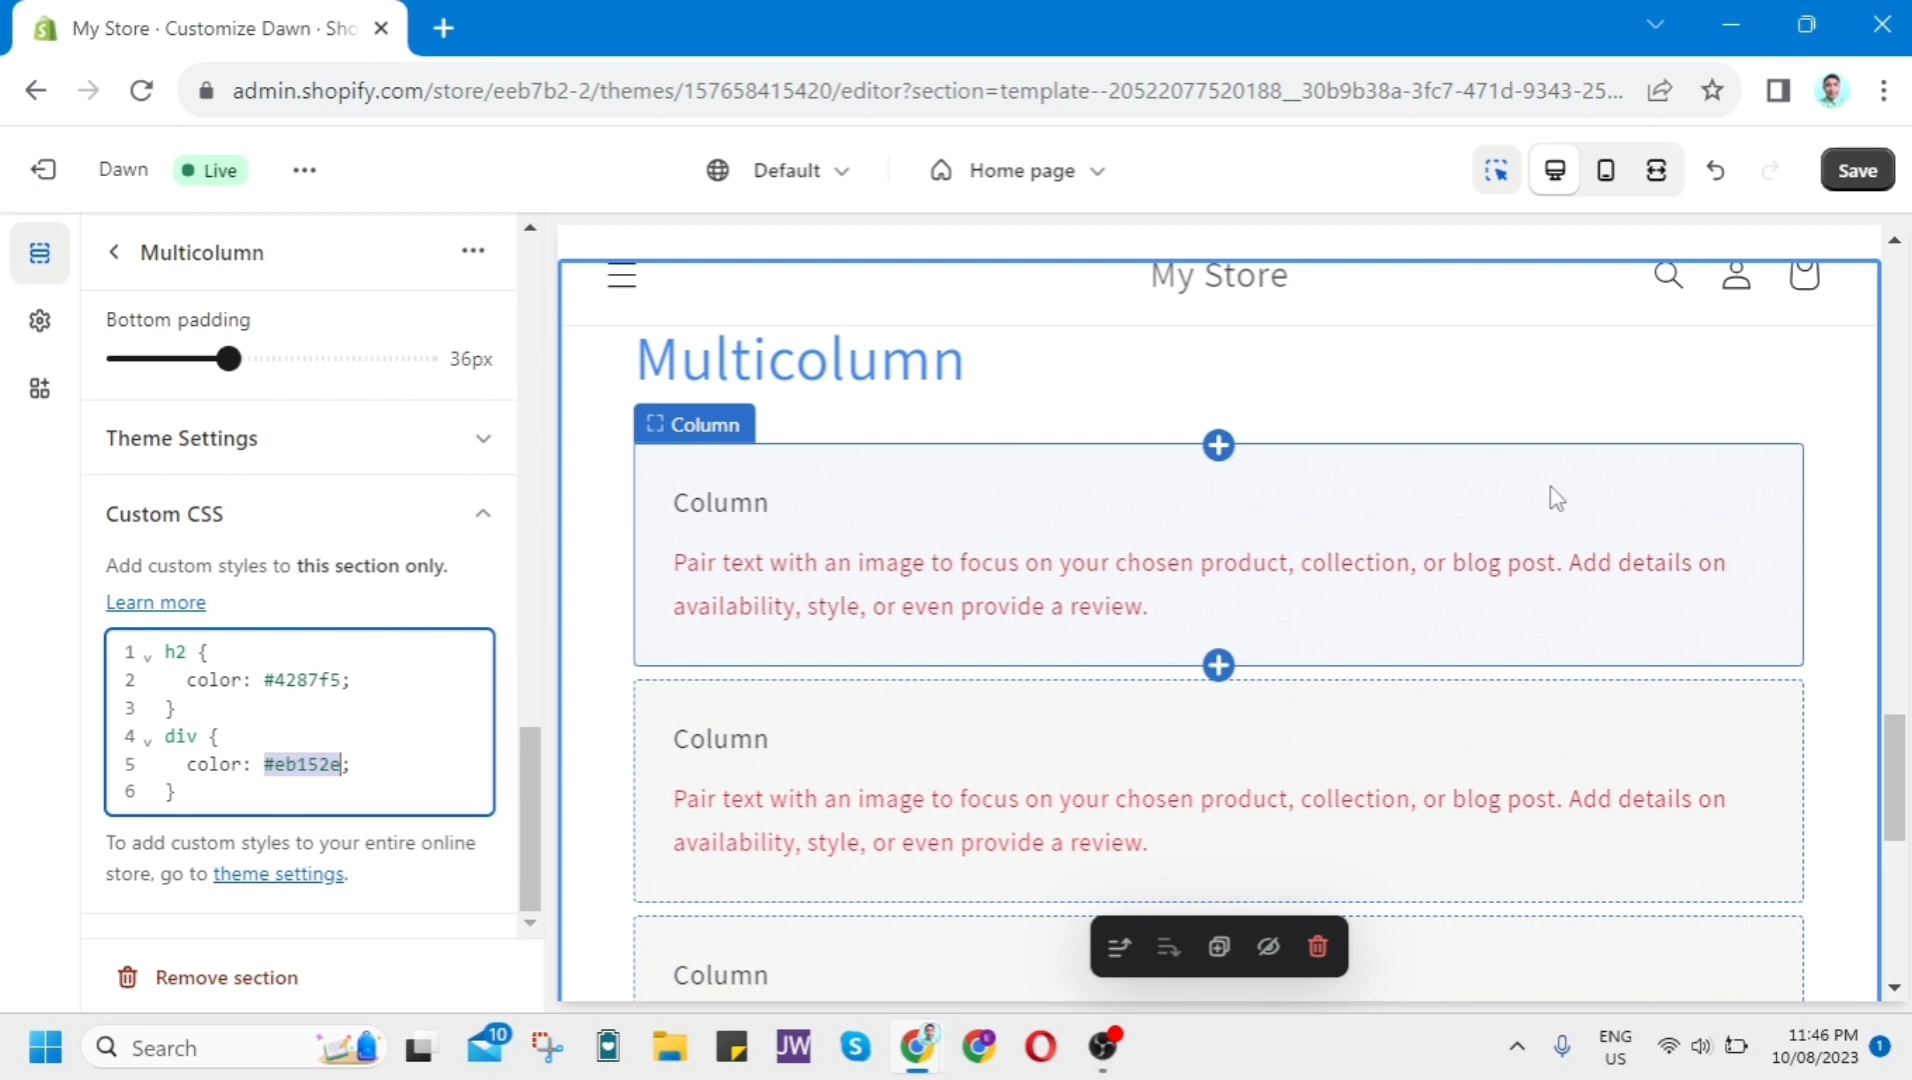 My Store · Customize Dawn · Sho
admin.shopify.com/store/eeb7b2-2/themes/157658415420/editor?section=template--20522077520188__30b9b38a-3fc7-471d-9343-25...
Dawn
Live
Default
Home page
Save
Multicolumn
Bottom padding
36px
Theme Settings
Custom CSS
Add custom styles to this section only.
Learn more
1 h2 {
2 color: #4287f5;
3 }
4 div {
5 color: #eb152e;
6 }
To add custom styles to your entire online
store, go to theme settings.
Remove section
My Store
Multicolumn
Column
Column
Pair text with an image to focus on your chosen product, collection, or blog post. Add details on
availability, style, or even provide a review.
Column
Pair text with an image to focus on your chosen product, collection, or blog post. Add details on
availability, style, or even provide a review.
Column
Search
10
JW
S
ENG
US
11:46 PM
10/08/2023
1